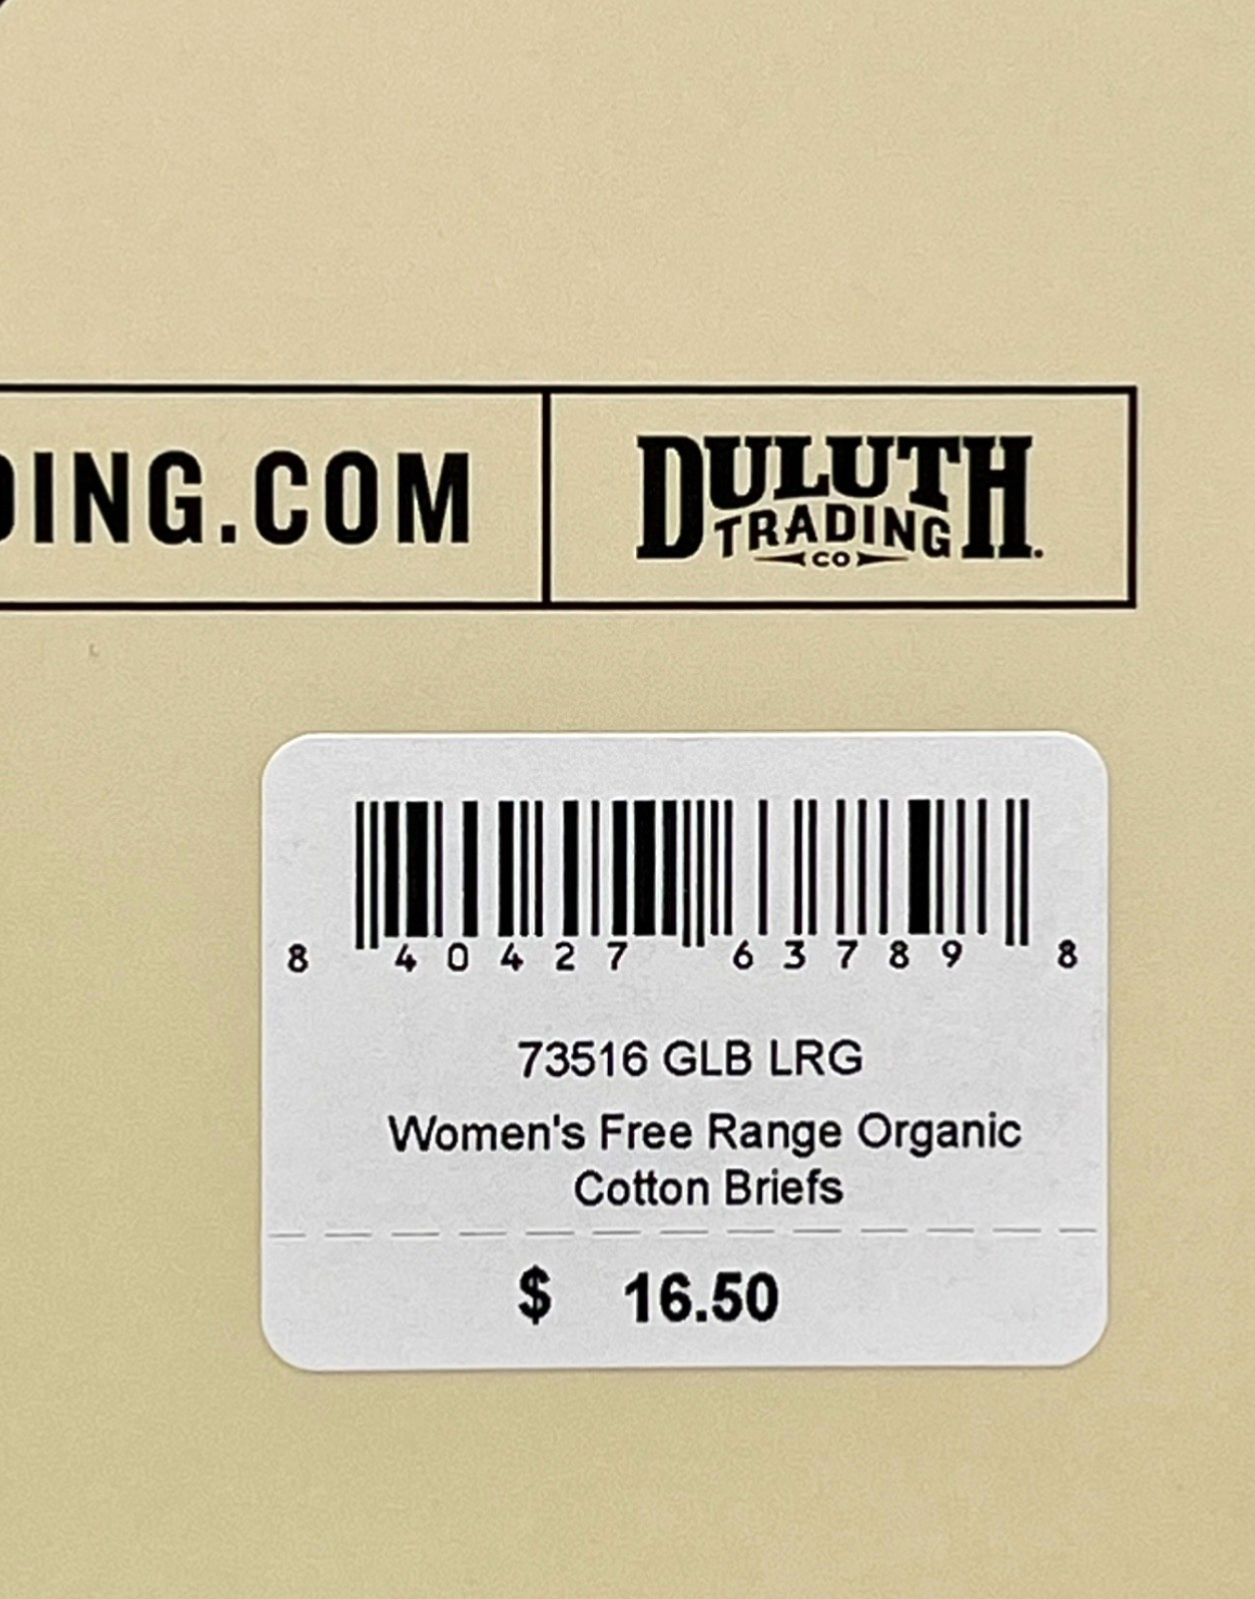 DING.COM
DULUTH
TRADING
CO
8 40427 63789 8
73516 GLB LRG
Women's Free Range Organic
Cotton Briefs
$ 16.50